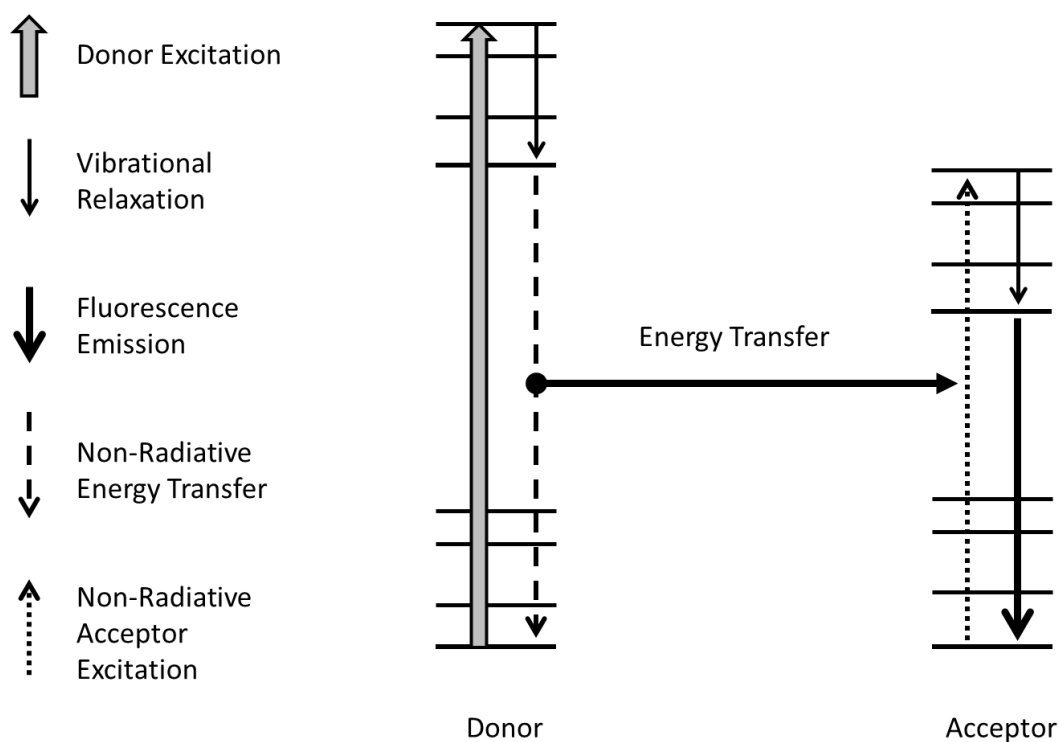 Donor Excitation
Vibrational
Relaxation
Fluorescence
Emission
Non-Radiative
Energy Transfer
Non-Radiative
Acceptor
Excitation
Energy Transfer
Donor
Acceptor